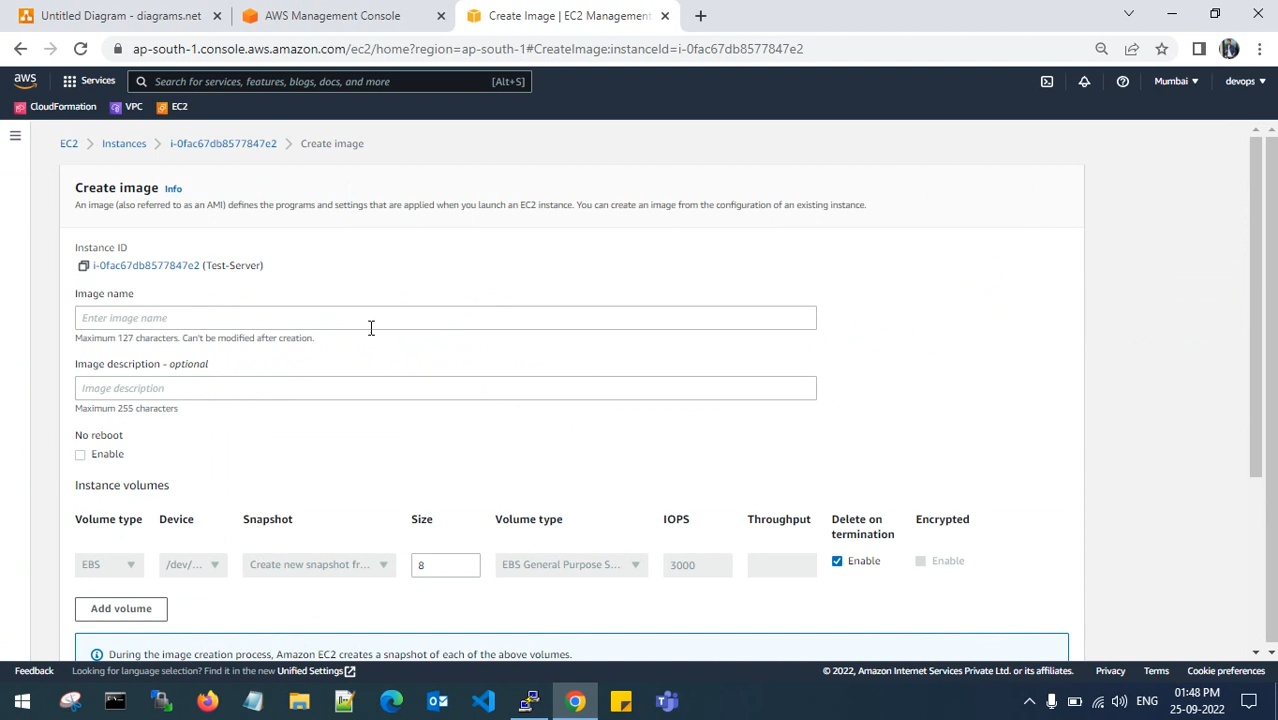 Untitled Diagram - diagrams.net
AWS Management Console
Create Image | EC2 Management
ap-south-1.console.aws.amazon.com/ec2/home?region=ap-south-1#CreateImage:instanceId=i-0fac67db8577847e2
aws
Services
Search for services, features, blogs, docs, and more
[Alt+S]
Mumbai
devops
CloudFormation
VPC
EC2
EC2
Instances
i-0fac67db8577847e2
Create image
Create image Info
An image (also referred to as an AMI) defines the programs and settings that are applied when you launch an EC2 instance. You can create an image from the configuration of an existing instance.
Instance ID
i-0fac67db8577847e2 (Test-Server)
Image name
Enter image name
Maximum 127 characters. Can't be modified after creation.
Image description - optional
Image description
Maximum 255 characters
No reboot
Enable
Instance volumes
Volume type Device Snapshot Size Volume type IOPS Throughput Delete on termination Encrypted
EBS /dev/... Create new snapshot fr... 8 EBS General Purpose S... 3000 Enable Enable
Add volume
During the image creation process, Amazon EC2 creates a snapshot of each of the above volumes.
Feedback
Looking for language selection? Find it in the new Unified Settings
© 2022, Amazon Internet Services Private Ltd. or its affiliates.
Privacy
Terms
Cookie preferences
ENG
01:48 PM
25-09-2022